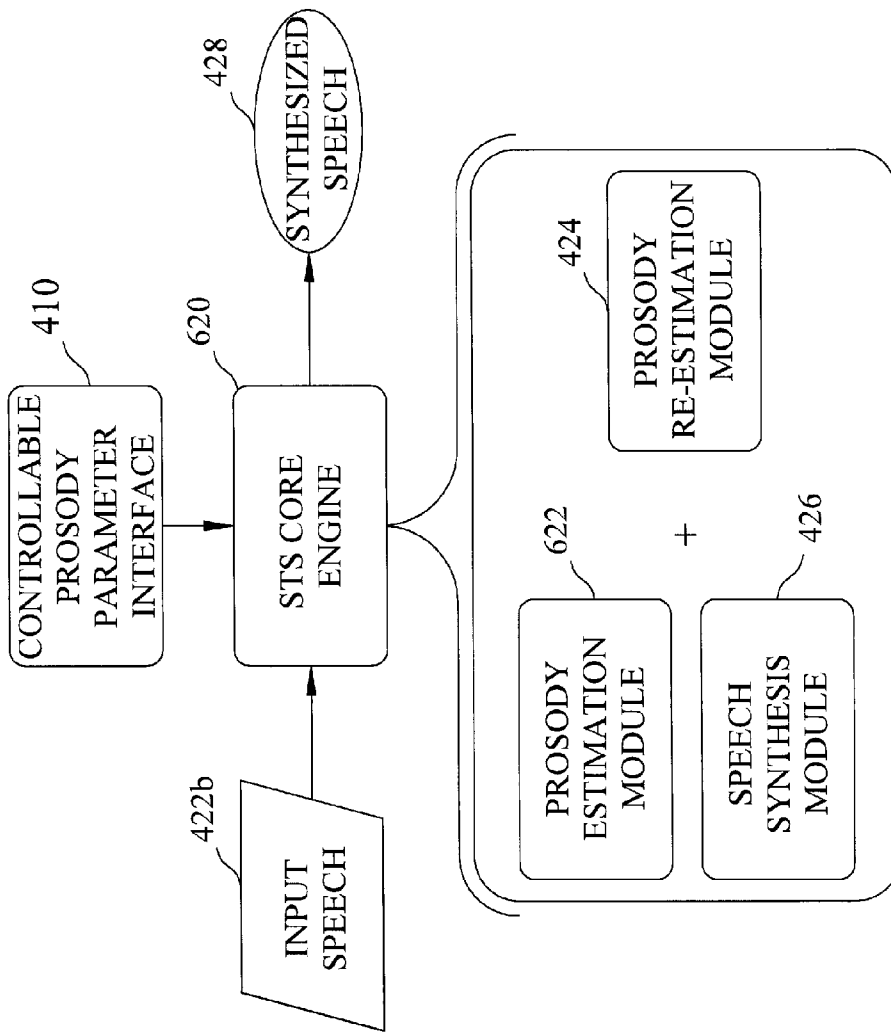 410
CONTROLLABLE
PROSODY
PARAMETER
INTERFACE
422b
INPUT
SPEECH
620
STS CORE
ENGINE
428
SYNTHESIZED
SPEECH
622
PROSODY
ESTIMATION
MODULE
+
426
SPEECH
SYNTHESIS
MODULE
424
PROSODY
RE-ESTIMATION
MODULE